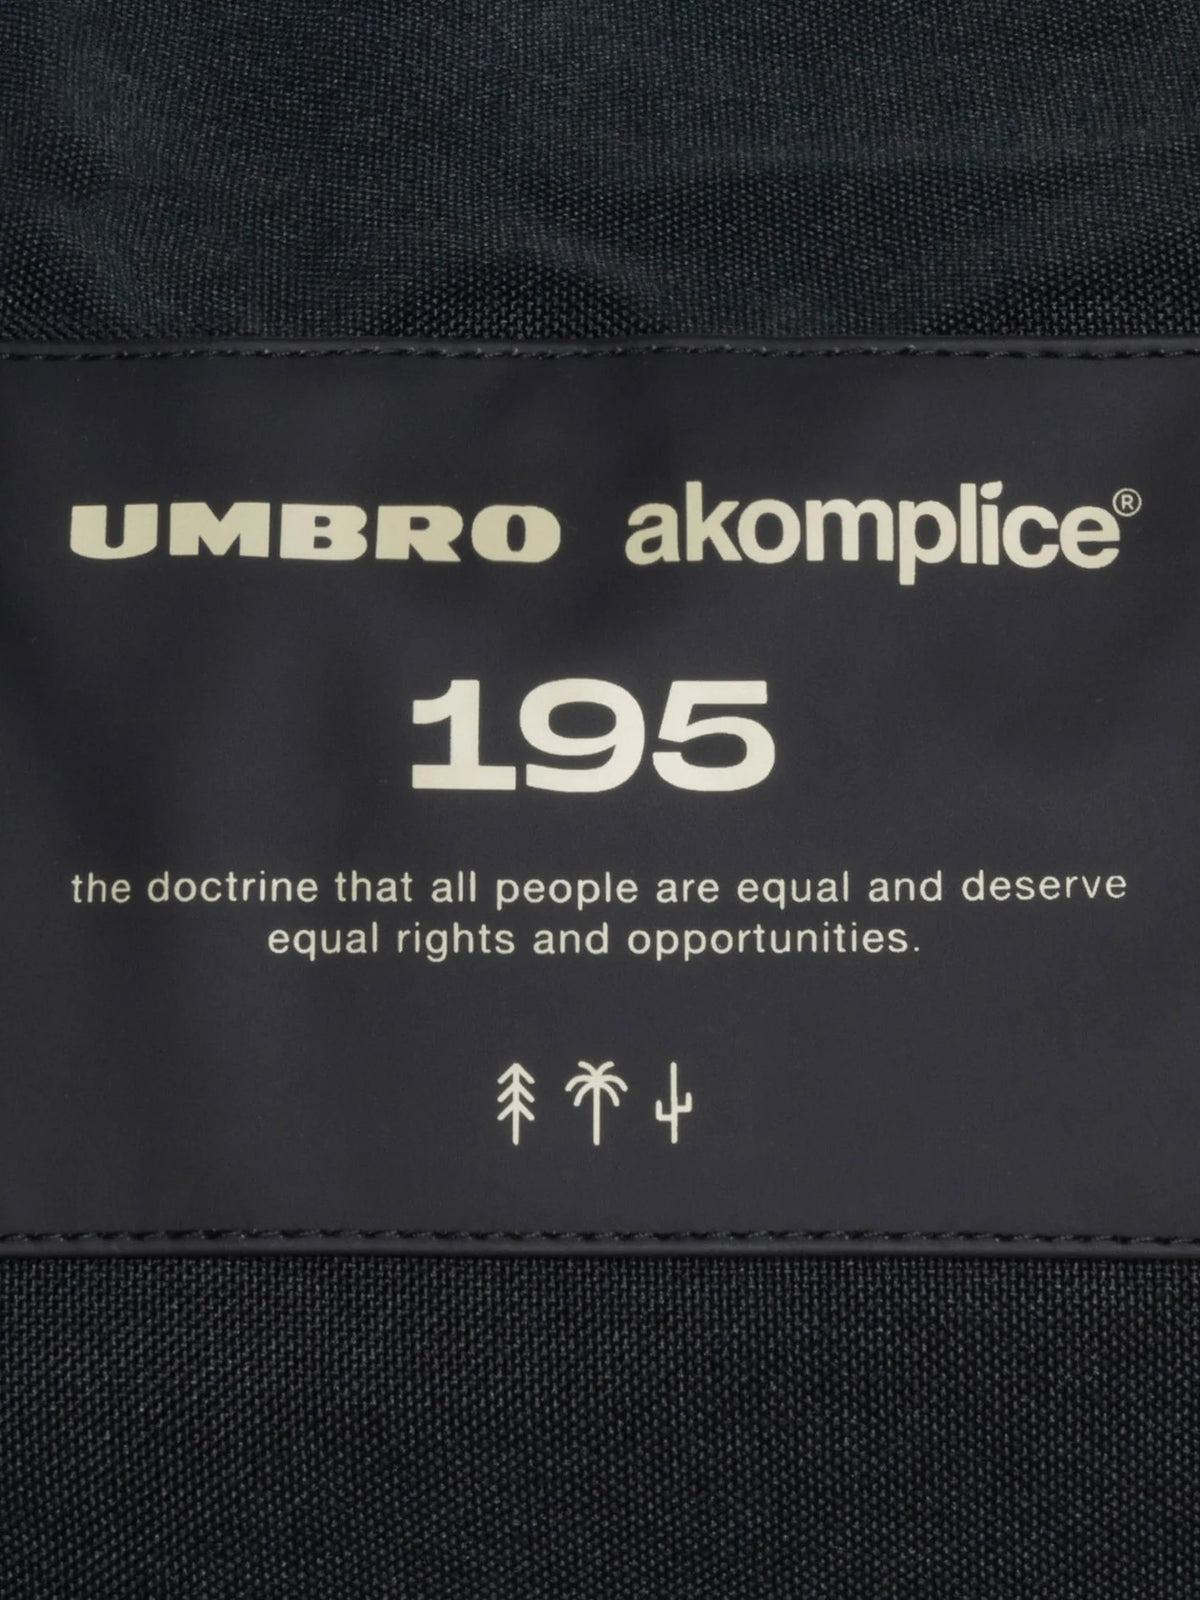 UMBRO akomplice®
195
the doctrine that all people are equal and deserve
equal rights and opportunities.